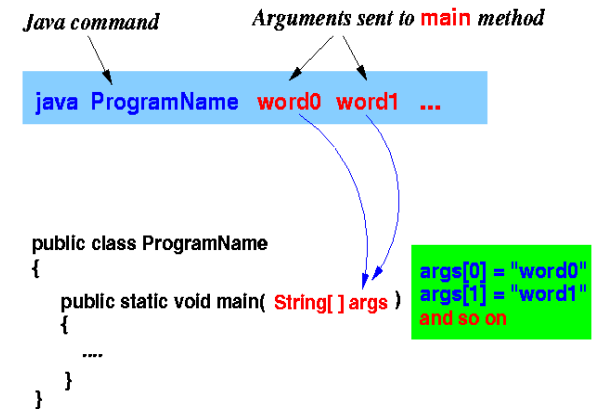 Java command
Arguments sent to main method
java ProgramName word0 word1 ...
public class ProgramName
{
public static void main( String[ ] args )
{
....
}
}
args[0] = "word0"
args[1] = "word1"
and so on